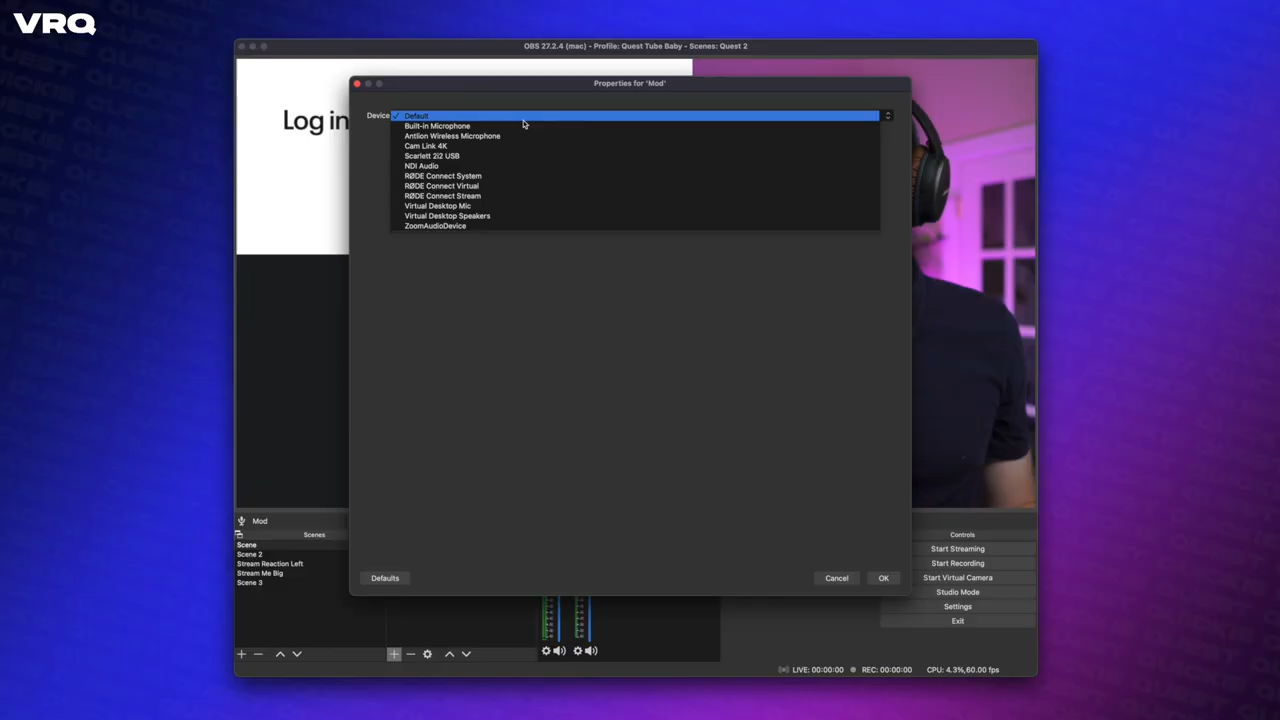 VRQ
OBS 27.2.4 (mac) - Profile: Quest Tube Baby - Scenes: Quest 2
Properties for 'Mod'
Log in
Device
✓ Default
Built-in Microphone
Antlion Wireless Microphone
Cam Link 4K
Scarlett 2i2 USB
NDI Audio
RØDE Connect System
RØDE Connect Virtual
RØDE Connect Stream
Virtual Desktop Mic
Virtual Desktop Speakers
ZoomAudioDevice
Defaults
Cancel
OK
Mod
Scenes
Scene
Scene 2
Stream Reaction Left
Stream Me Big
Scene 3
Controls
Start Streaming
Start Recording
Start Virtual Camera
Studio Mode
Settings
Exit
LIVE: 00:00:00
REC: 00:00:00
CPU: 4.3%,60.00 fps